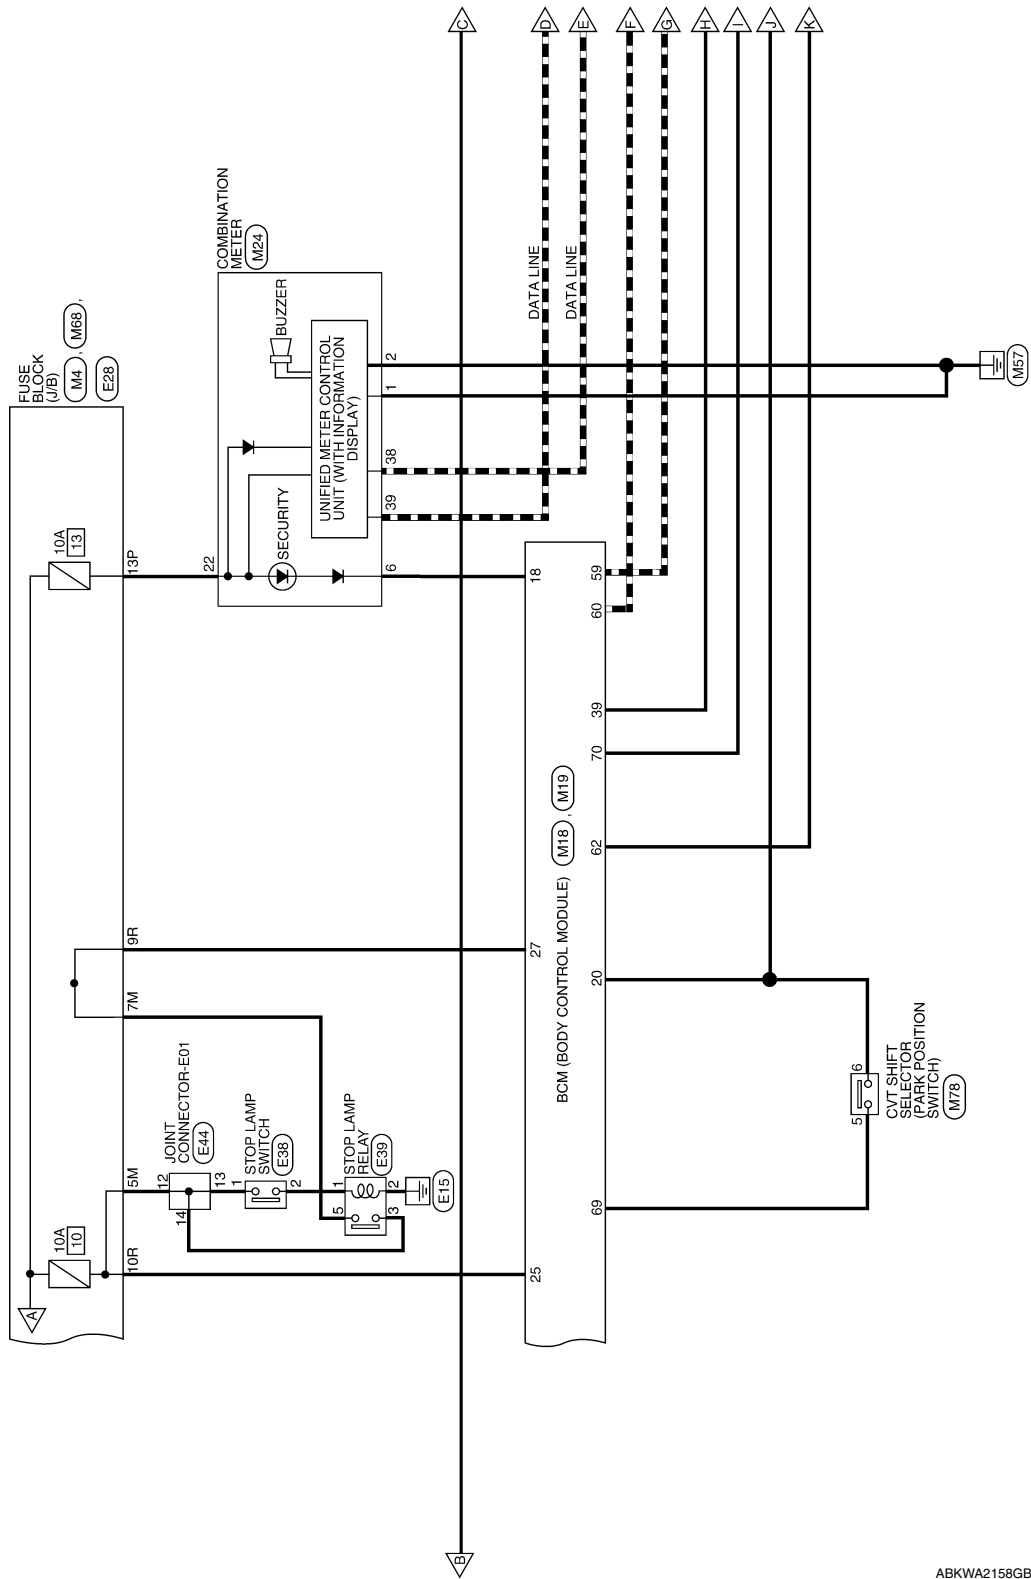 A
FUSE
BLOCK
(J/B)
M4 , M68 ,
E28
10A
10
10A
13
10R
5M
7M
9R
13P
12
14
13
JOINT
CONNECTOR-E01
E44
1
2
STOP LAMP
SWITCH
E38
1
2
5
3
STOP LAMP
RELAY
E39
E15
22
COMBINATION
METER
M24
SECURITY
BUZZER
UNIFIED METER CONTROL
UNIT (WITH INFORMATION
DISPLAY)
6
39
38
1
2
B
C
DATA LINE
D
DATA LINE
E
F
G
H
I
J
K
25
27
18
BCM (BODY CONTROL MODULE)
M18 , M19
69
20
62
70
39
60
59
5
6
CVT SHIFT
SELECTOR
(PARK POSITION
SWITCH)
M78
M57
ABKWA2158GB